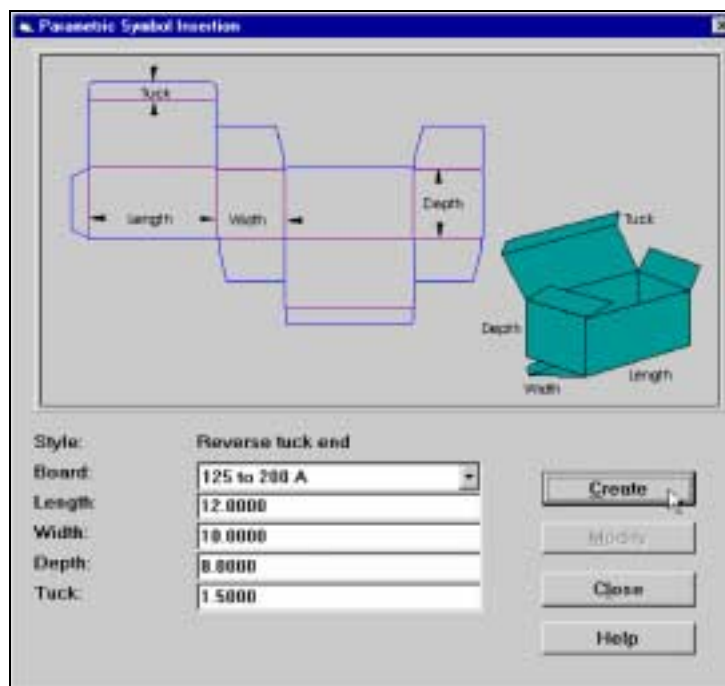 Parametric Symbol Insertion
Tuck
Length
Width
Depth
Tuck
Depth
Width
Length
Style: Reverse tuck end
Board: 125 to 200 A
Length: 12.0000
Width: 10.0000
Depth: 8.0000
Tuck: 1.5000
Create
Modify
Close
Help